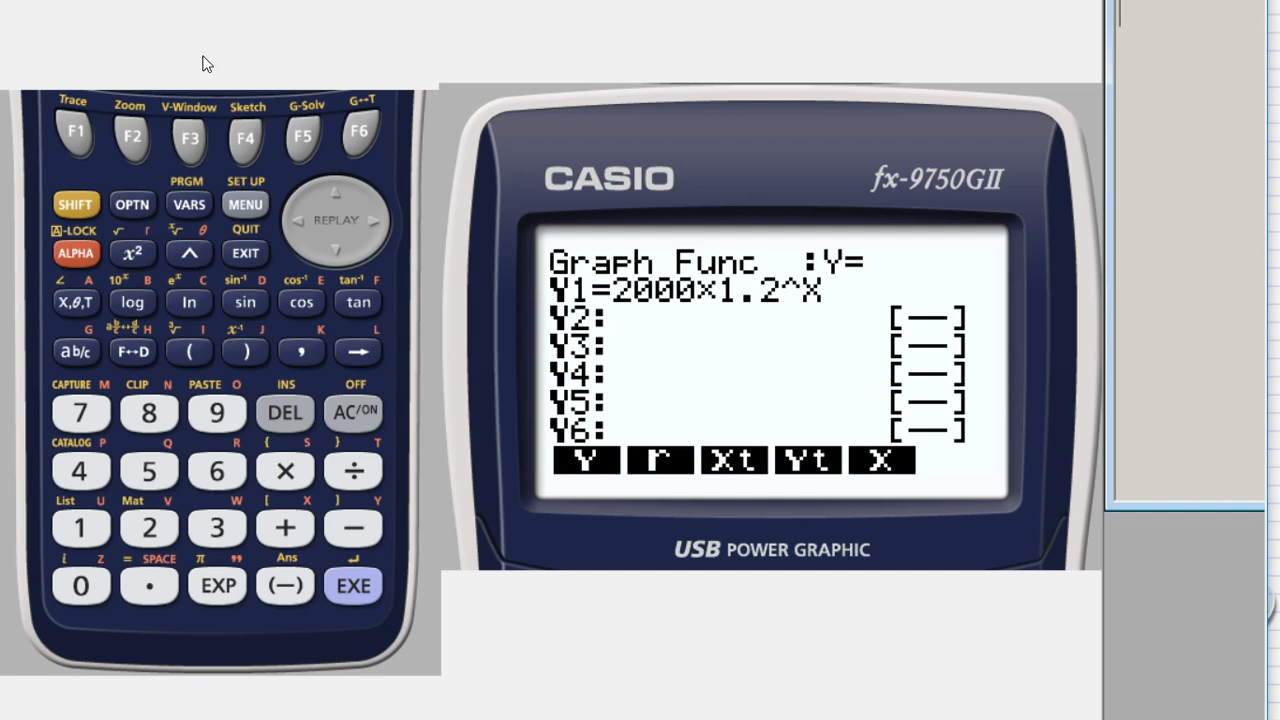 Trace Zoom V-Window Sketch G-Solv G↔T
F1 F2 F3 F4 F5 F6
PRGM SET UP
SHIFT OPTN VARS MENU
REPLAY
A-LOCK √ r ˣ√ θ QUIT
ALPHA x² ^ EXIT
∠ A 10ˣ B eˣ C sin⁻¹ D cos⁻¹ E tan⁻¹ F
X,θ,T log ln sin cos tan
G a b/c↔d/c H ³√ I x⁻¹ J K L
a b/c F↔D ( ) , →
CAPTURE M CLIP N PASTE O INS OFF
7 8 9 DEL AC/ON
CATALOG P Q R { S } T
4 5 6 × ÷
List U Mat V W [ X ] Y
1 2 3 + −
i Z = SPACE π " Ans ↵
0 . EXP (—) EXE
CASIO fx-9750GII
Graph Func :Y=
Y1=2000×1.2^X
Y2: [—]
Y3: [—]
Y4: [—]
Y5: [—]
Y6: [—]
Y r Xt Yt X
USB POWER GRAPHIC